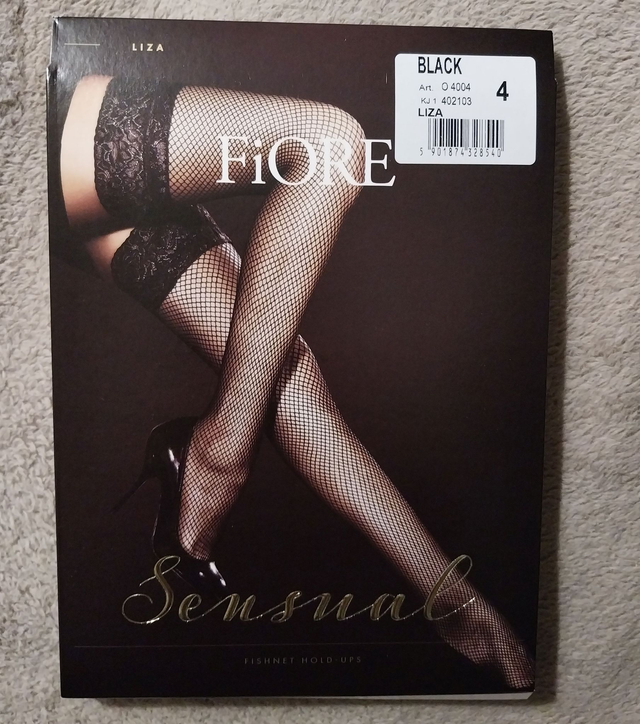 LIZA
BLACK
Art. O 4004
KJ 1 402103
4
LIZA
5 901874 328540
FiORE
Sensual
FISHNET HOLD-UPS